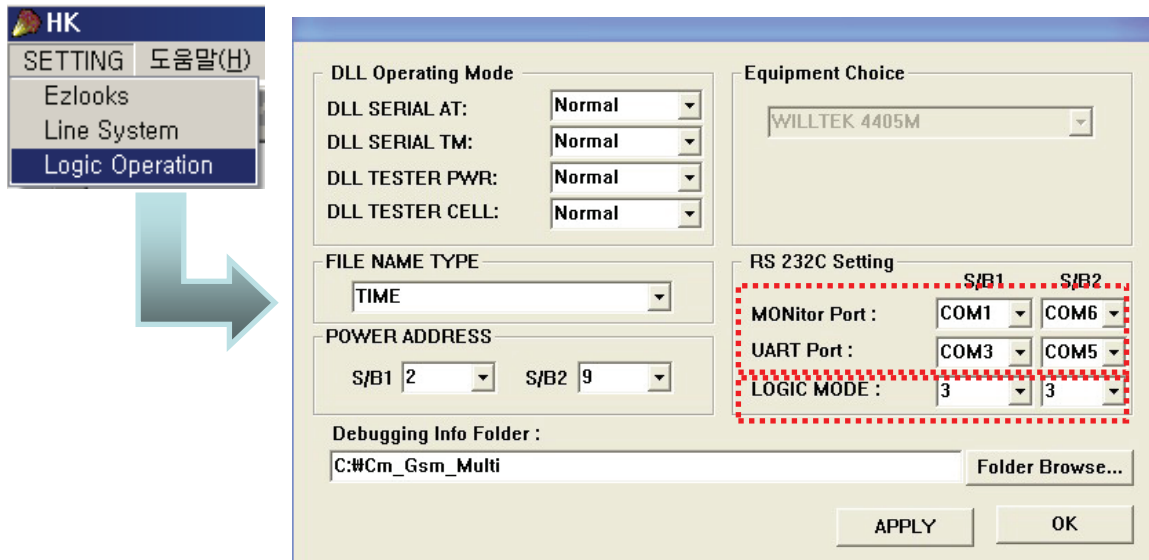 HK
SETTING 도움말(H)
Ezlooks
Line System
Logic Operation
DLL Operating Mode
DLL SERIAL AT: Normal
DLL SERIAL TM: Normal
DLL TESTER PWR: Normal
DLL TESTER CELL: Normal
Equipment Choice
WILLTEK 4405M
FILE NAME TYPE
TIME
POWER ADDRESS
S/B1 2 S/B2 9
RS 232C Setting
S/B1 S/B2
MONitor Port : COM1 COM6
UART Port : COM3 COM5
LOGIC MODE : 3 3
Debugging Info Folder :
C:₩Cm_Gsm_Multi
Folder Browse...
APPLY OK